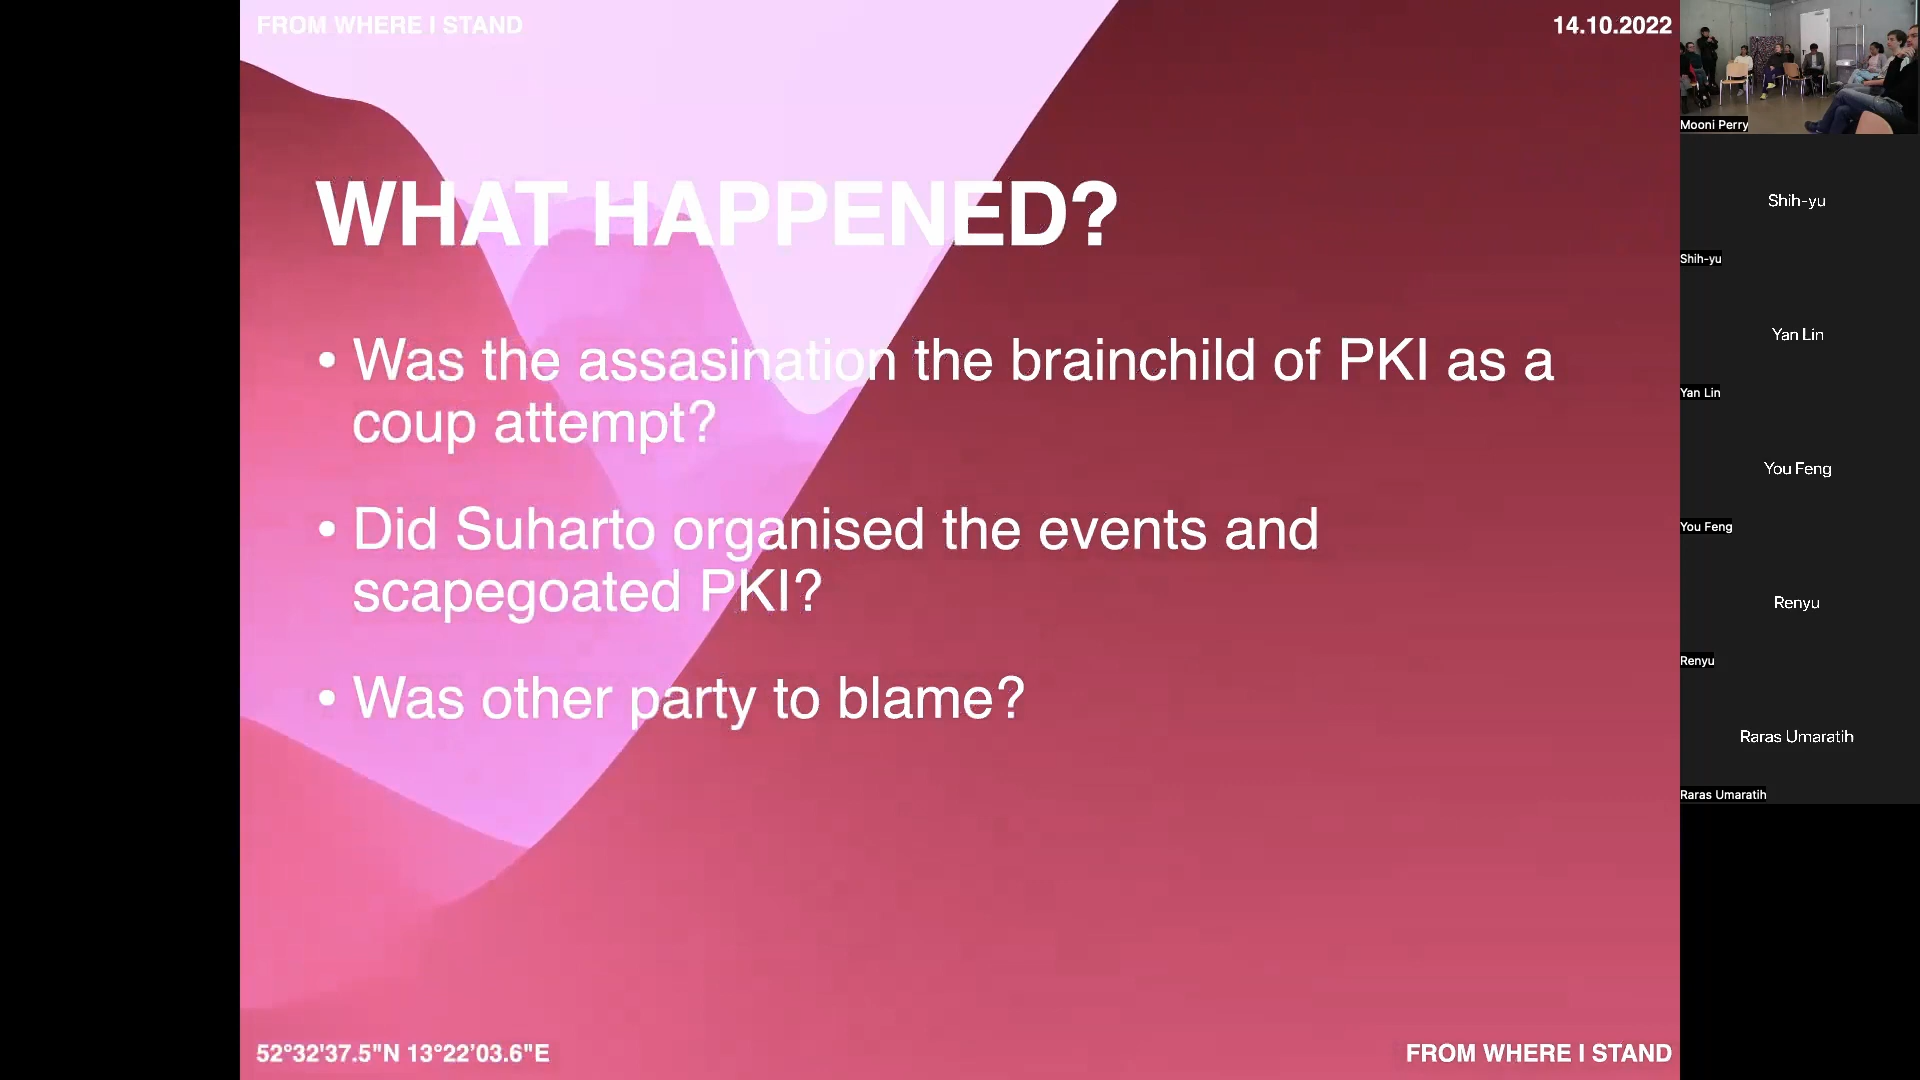 FROM WHERE I STAND
14.10.2022
WHAT HAPPENED?
• Was the assasination the brainchild of PKI as a
coup attempt?
• Did Suharto organised the events and
scapegoated PKI?
• Was other party to blame?
52°32'37.5"N 13°22’03.6"E
FROM WHERE I STAND
Mooni Perry
Shih-yu
Shih-yu
Yan Lin
Yan Lin
You Feng
You Feng
Renyu
Renyu
Raras Umaratih
Raras Umaratih